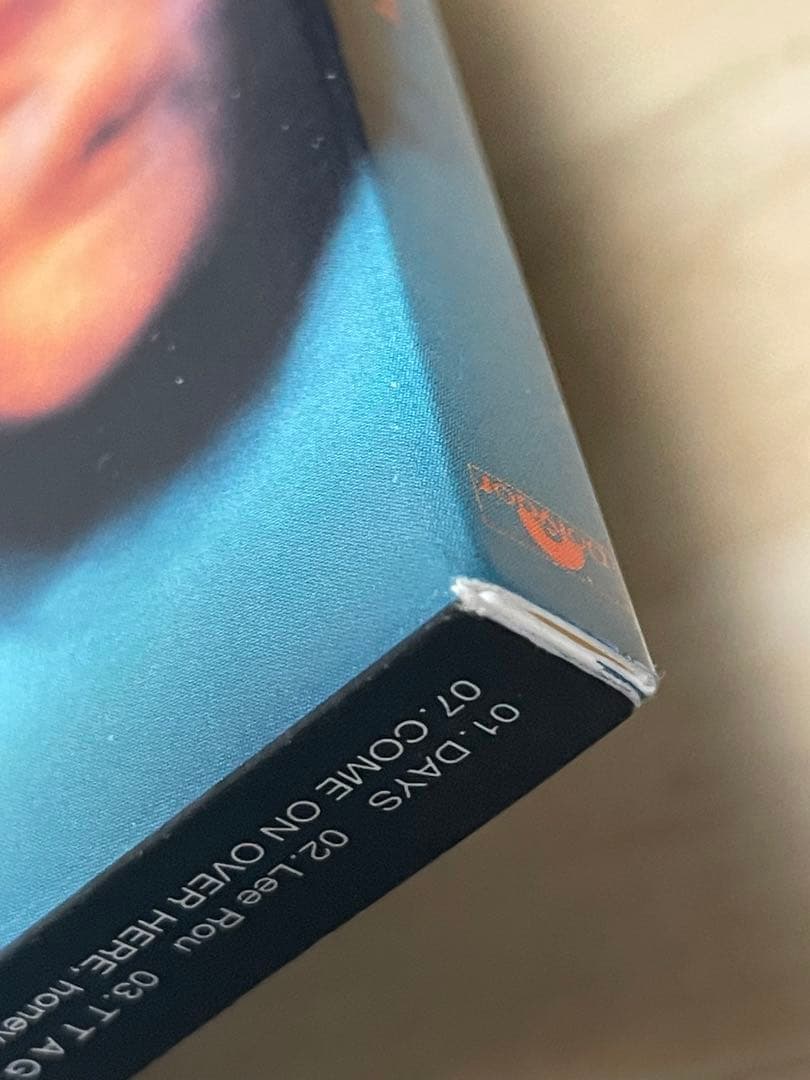 01.DAYS 02.Lee Rou 03.T T A G
07.COME ON OVER HERE, honey